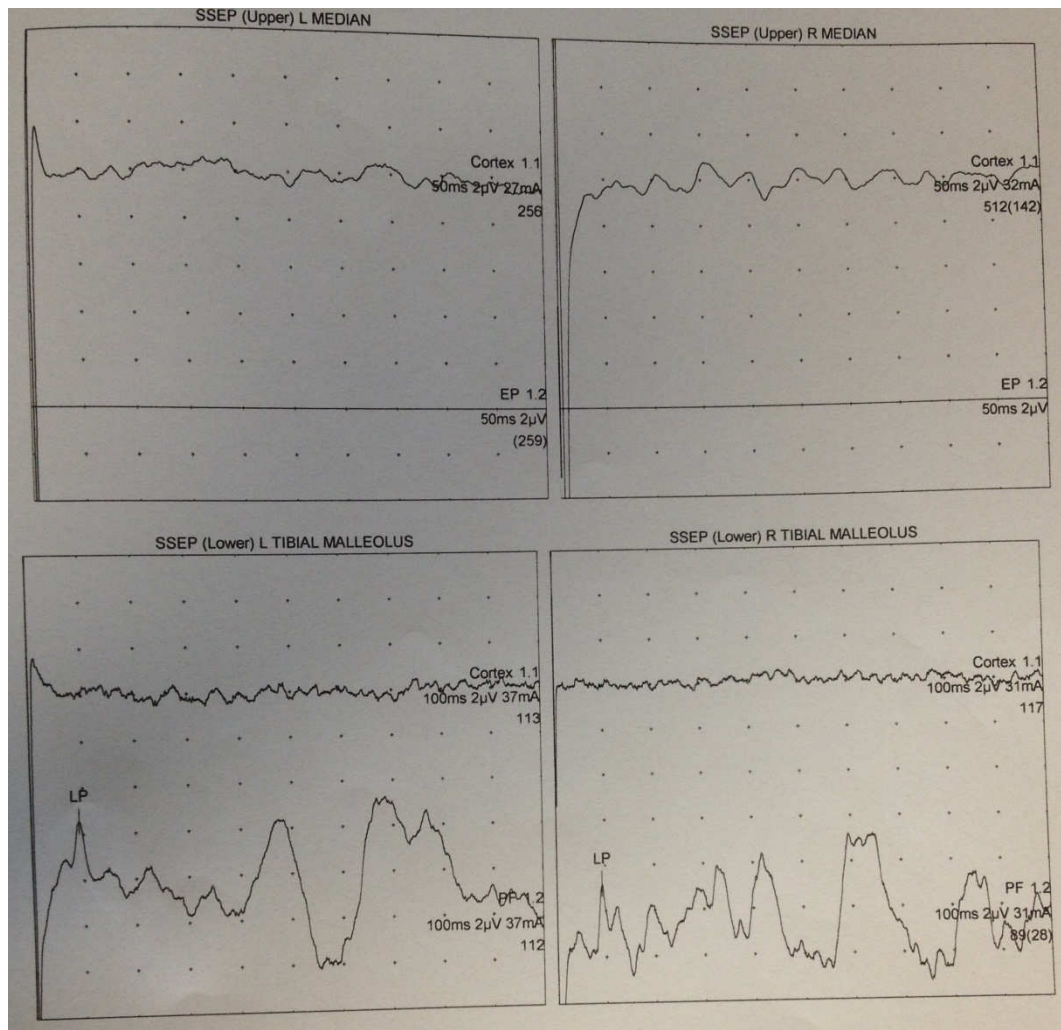 SSEP (Upper) L MEDIAN
Cortex 1.1
50ms 2µV 27mA
256
EP 1.2
50ms 2µV
(259)
SSEP (Upper) R MEDIAN
Cortex 1.1
50ms 2µV 32mA
512(142)
EP 1.2
50ms 2µV
SSEP (Lower) L TIBIAL MALLEOLUS
Cortex 1.1
100ms 2µV 37mA
113
LP
PF 1.2
100ms 2µV 37mA
112
SSEP (Lower) R TIBIAL MALLEOLUS
Cortex 1.1
100ms 2µV 31mA
117
LP
PF 1.2
100ms 2µV 31mA
89(28)